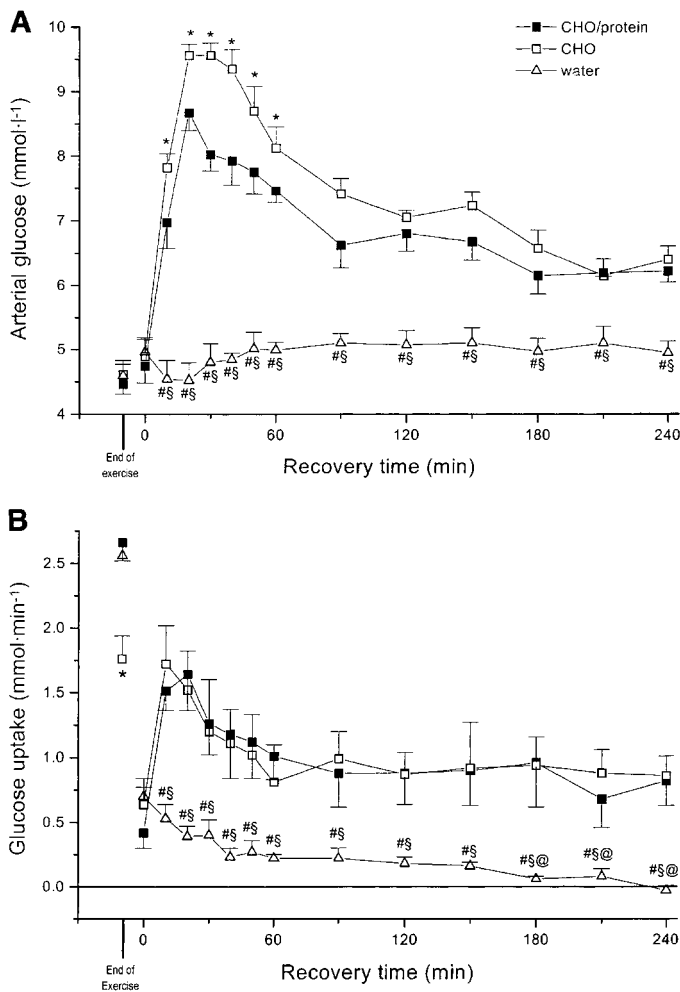 A
CHO/protein
CHO
water
Arterial glucose (mmol·l-1)
10
9
8
7
6
5
4
* * * * * * *
#§ #§ #§ #§ #§ #§ #§ #§ #§ #§ #§ #§
0 60 120 180 240
End of
exercise
Recovery time (min)
B
Glucose uptake (mmol·min-1)
2.5
2.0
1.5
1.0
0.5
0.0
*
#§ #§ #§ #§ #§ #§ #§ #§ #§ #§@ #§@ #§@
0 60 120 180 240
End of
Exercise
Recovery time (min)